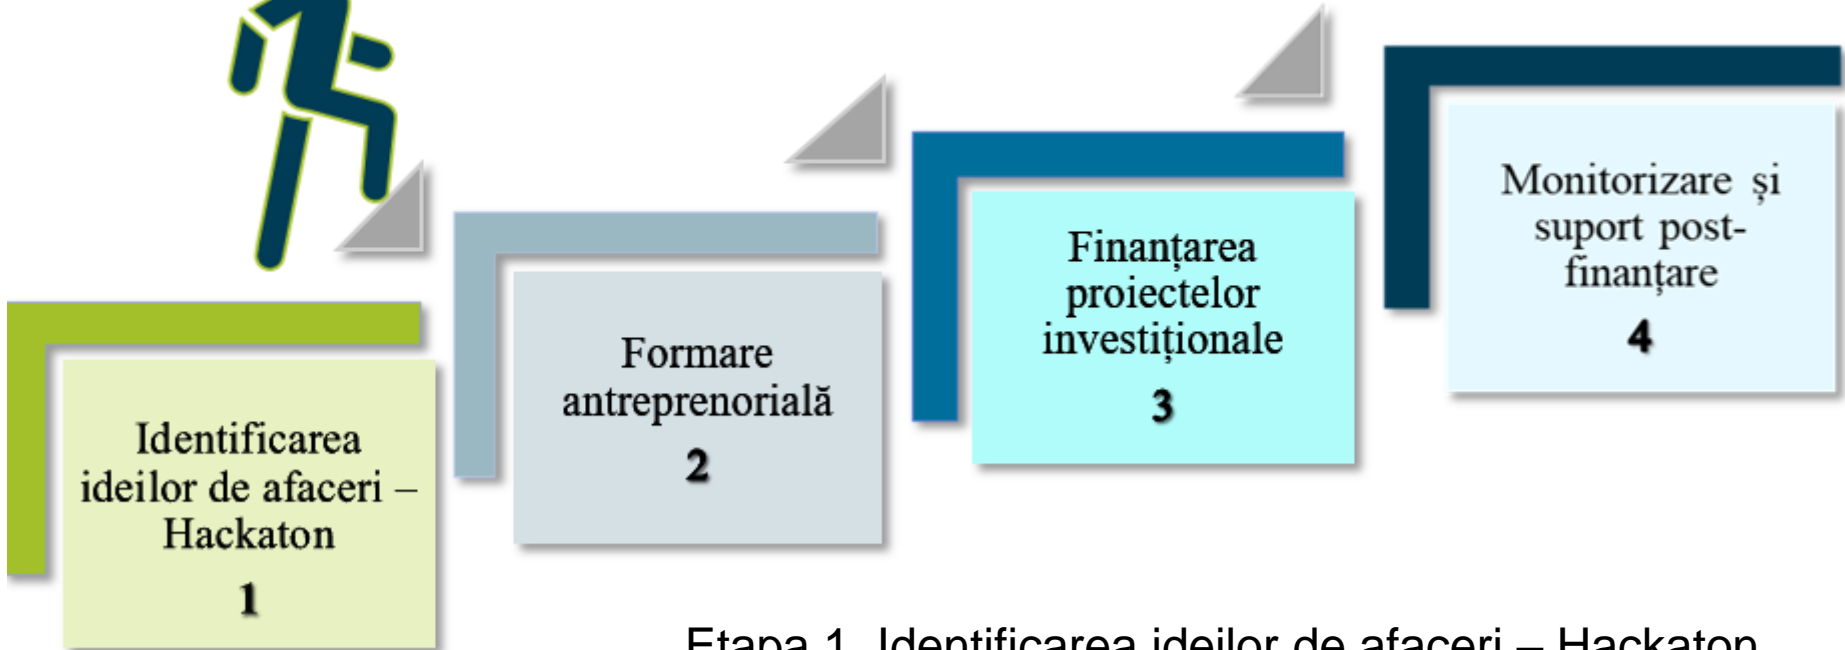 Identificarea
ideilor de afaceri –
Hackaton
1
Formare
antreprenorială
2
Finanțarea
proiectelor
investiționale
3
Monitorizare și
suport post-
finanțare
4
Etapa 1. Identificarea ideilor de afaceri – Hackaton